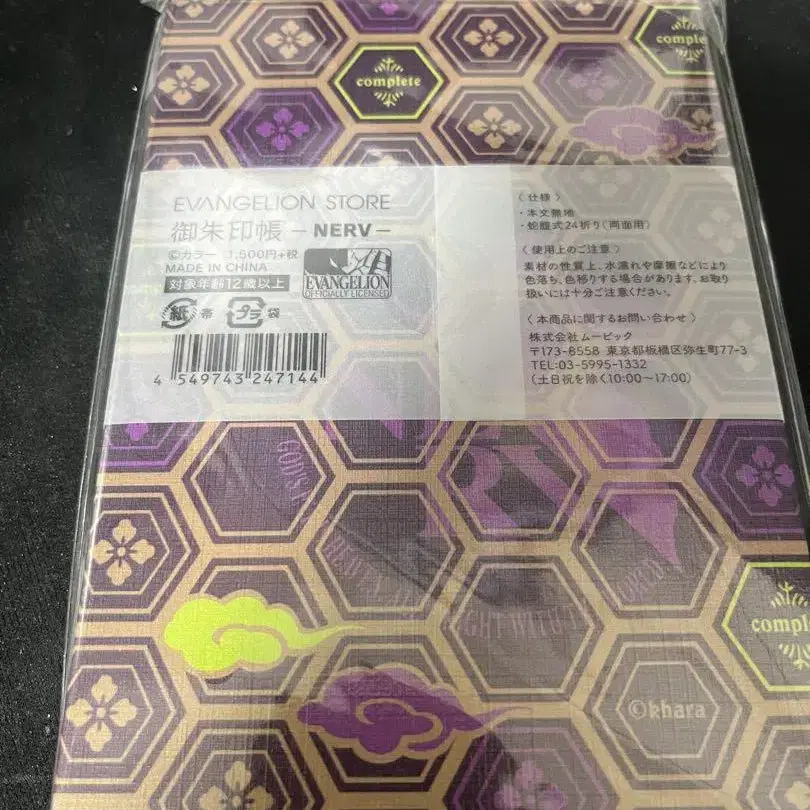 complete
comple
EVANGELION STORE
御朱印帳 — NERV —
©カラー 1,500円+税
MADE IN CHINA
対象年齢12歳以上
EVANGELION
OFFICIALLY LICENSED
紙 帯 プラ 袋
4 549743 247144
〈 仕様 〉
・本文無地
・蛇腹式24折り(両面用)
〈 使用上のご注意 〉
素材の性質上、水濡れや摩擦などにより
色落ち、色移りする場合があります。お取り
扱いには十分ご注意ください。
〈 本商品に関するお問い合わせ 〉
株式会社 ムービック
〒173-8558 東京都板橋区弥生町77-3
TEL:03-5995-1332
(土日祝を除く10:00〜17:00)
GOD'S I
comple
©khara